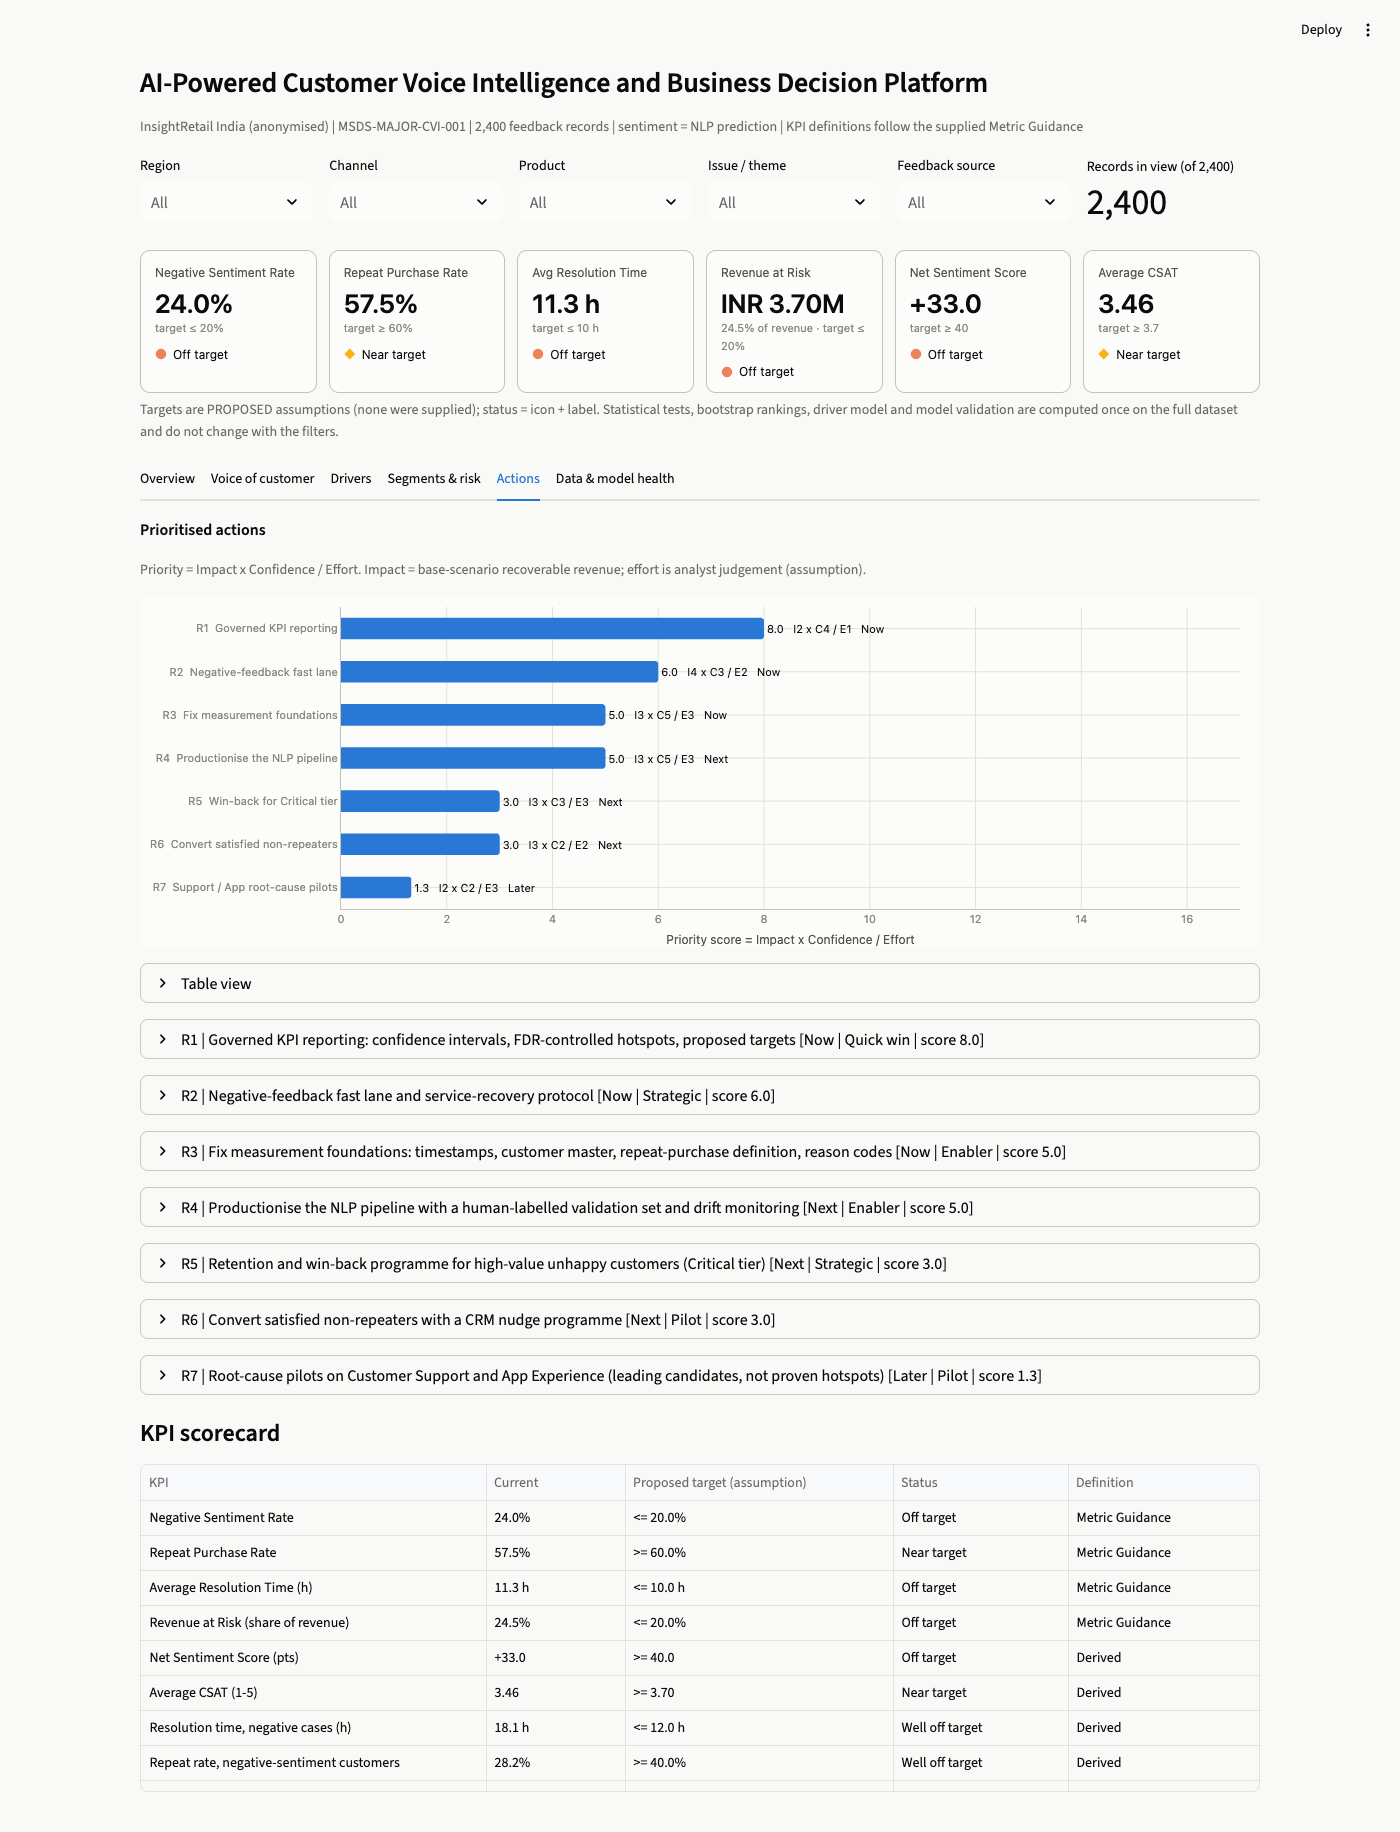 Deploy
AI-Powered Customer Voice Intelligence and Business Decision Platform
InsightRetail India (anonymised) | MSDS-MAJOR-CVI-001 | 2,400 feedback records | sentiment = NLP prediction | KPI definitions follow the supplied Metric Guidance
Region Channel Product Issue / theme Feedback source Records in view (of 2,400)
All All All All All 2,400
Negative Sentiment Rate
24.0%
target ≤ 20%
Off target
Repeat Purchase Rate
57.5%
target ≥ 60%
Near target
Avg Resolution Time
11.3 h
target ≤ 10 h
Off target
Revenue at Risk
INR 3.70M
24.5% of revenue · target ≤
20%
Off target
Net Sentiment Score
+33.0
target ≥ 40
Off target
Average CSAT
3.46
target ≥ 3.7
Near target
Targets are PROPOSED assumptions (none were supplied); status = icon + label. Statistical tests, bootstrap rankings, driver model and model validation are computed once on the full dataset
and do not change with the filters.
Overview Voice of customer Drivers Segments & risk Actions Data & model health
Prioritised actions
Priority = Impact x Confidence / Effort. Impact = base-scenario recoverable revenue; effort is analyst judgement (assumption).
R1 Governed KPI reporting 8.0 I2 x C4 / E1 Now
R2 Negative-feedback fast lane 6.0 I4 x C3 / E2 Now
R3 Fix measurement foundations 5.0 I3 x C5 / E3 Now
R4 Productionise the NLP pipeline 5.0 I3 x C5 / E3 Next
R5 Win-back for Critical tier 3.0 I3 x C3 / E3 Next
R6 Convert satisfied non-repeaters 3.0 I3 x C2 / E2 Next
R7 Support / App root-cause pilots 1.3 I2 x C2 / E3 Later
0 2 4 6 8 10 12 14 16
Priority score = Impact x Confidence / Effort
Table view
R1 | Governed KPI reporting: confidence intervals, FDR-controlled hotspots, proposed targets [Now | Quick win | score 8.0]
R2 | Negative-feedback fast lane and service-recovery protocol [Now | Strategic | score 6.0]
R3 | Fix measurement foundations: timestamps, customer master, repeat-purchase definition, reason codes [Now | Enabler | score 5.0]
R4 | Productionise the NLP pipeline with a human-labelled validation set and drift monitoring [Next | Enabler | score 5.0]
R5 | Retention and win-back programme for high-value unhappy customers (Critical tier) [Next | Strategic | score 3.0]
R6 | Convert satisfied non-repeaters with a CRM nudge programme [Next | Pilot | score 3.0]
R7 | Root-cause pilots on Customer Support and App Experience (leading candidates, not proven hotspots) [Later | Pilot | score 1.3]
KPI scorecard
KPI Current Proposed target (assumption) Status Definition
Negative Sentiment Rate 24.0% <= 20.0% Off target Metric Guidance
Repeat Purchase Rate 57.5% >= 60.0% Near target Metric Guidance
Average Resolution Time (h) 11.3 h <= 10.0 h Off target Metric Guidance
Revenue at Risk (share of revenue) 24.5% <= 20.0% Off target Metric Guidance
Net Sentiment Score (pts) +33.0 >= 40.0 Off target Derived
Average CSAT (1-5) 3.46 >= 3.70 Near target Derived
Resolution time, negative cases (h) 18.1 h <= 12.0 h Well off target Derived
Repeat rate, negative-sentiment customers 28.2% >= 40.0% Well off target Derived